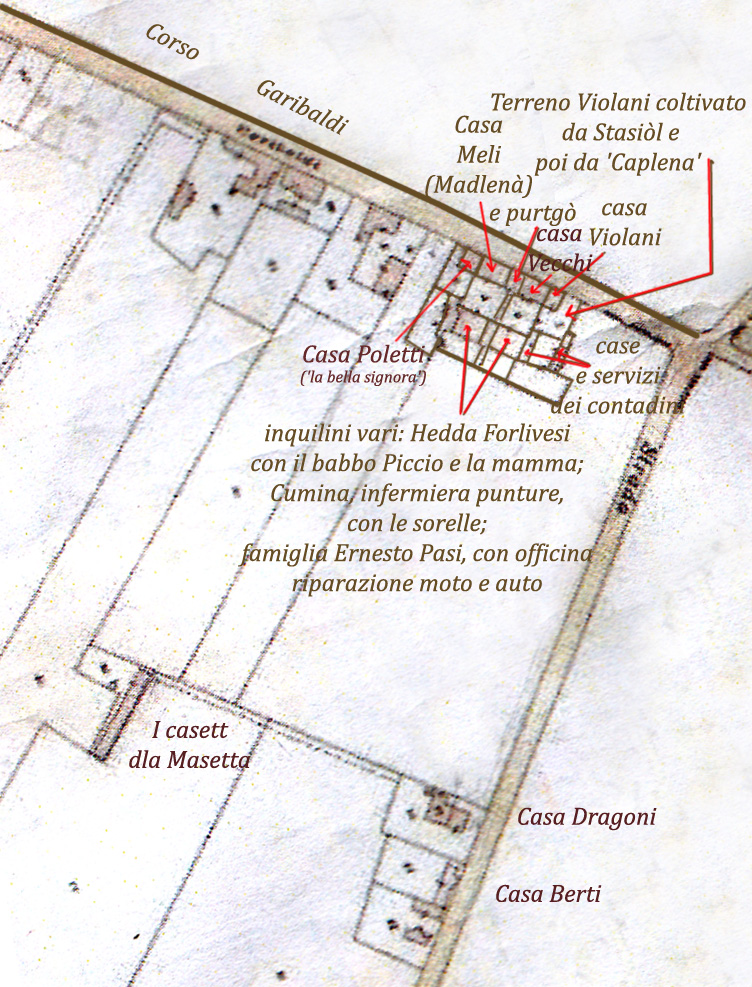 Corso
Garibaldi
Terreno Violani coltivato
da Stasiòl e
poi da 'Caplena'
Casa
Meli
(Madlenà)
e purtgò
casa
Violani
casa
Vecchi
Casa Poletti
('la bella signora')
case
e servizi
dei contadini
inquilini vari: Hedda Forlivesi
con il babbo Piccio e la mamma;
Cumina, infermiera punture,
con le sorelle;
famiglia Ernesto Pasi, con officina
riparazione moto e auto
Strada
I casett
dla Masetta
Casa Dragoni
Casa Berti